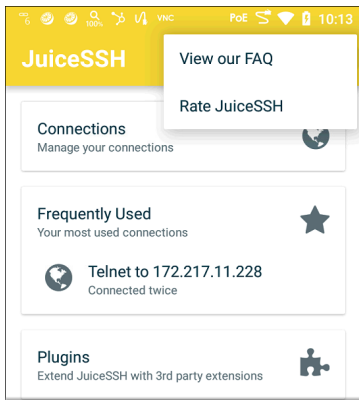 100%
VNC
PoE
10:13
JuiceSSH
View our FAQ
Rate JuiceSSH
Connections
Manage your connections
Frequently Used
Your most used connections
Telnet to 172.217.11.228
Connected twice
Plugins
Extend JuiceSSH with 3rd party extensions